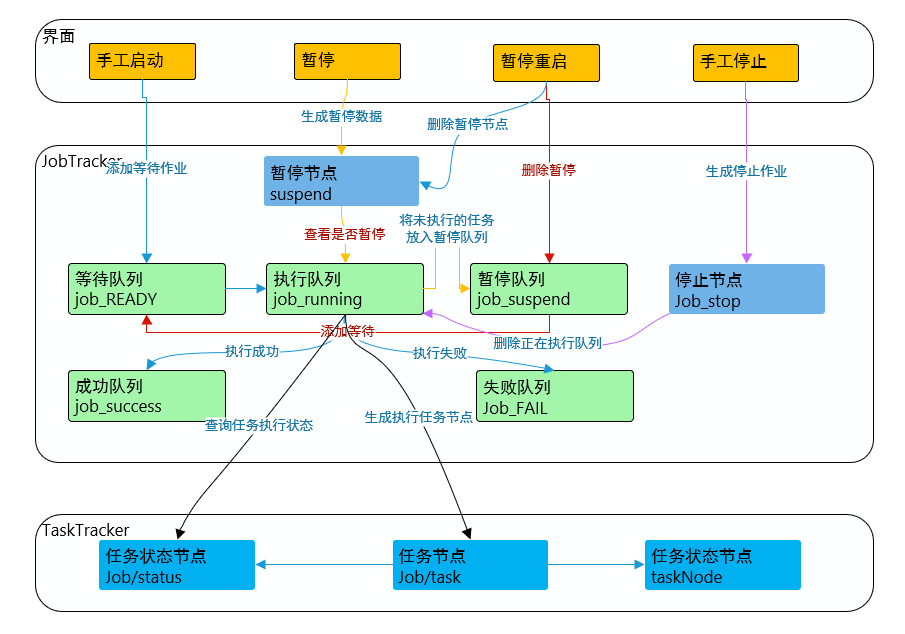 界面
手工启动
暂停
暂停重启
手工停止
生成暂停数据
删除暂停节点
JobTracker
添加等待作业
暂停节点
suspend
删除暂停
生成停止作业
查看是否暂停
将未执行的任务
放入暂停队列
等待队列
job_READY
执行队列
job_running
暂停队列
job_suspend
停止节点
Job_stop
添加等待
删除正在执行队列
执行成功
执行失败
成功队列
job_success
失败队列
Job_FAIL
查询任务执行状态
生成执行任务节点
TaskTracker
任务状态节点
Job/status
任务节点
Job/task
任务状态节点
taskNode